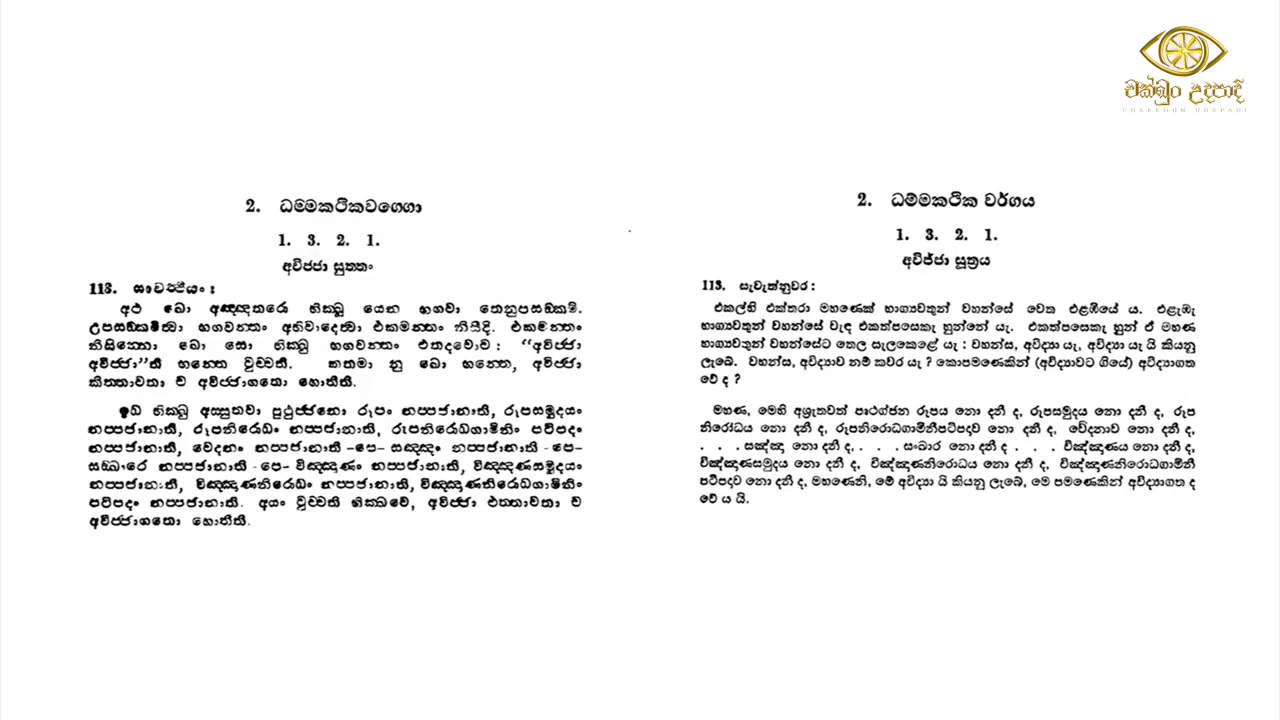 චක්ඛුං උදපාදි
CHAKKHUN UDAPADI
2. ධම්මකථිකවග්ගො
1. 3. 2. 1.
අවිජ්ජා සුත්තං
113. සාවත්ථියං :
අථ ඛො අඤ්ඤතරො භික්ඛු යෙන භගවා තෙනුපසඞ්කමි.
උපසඞ්කමිත්වා භගවන්තං අභිවාදෙත්වා එකමන්තං නිසීදි. එකමන්තං
නිසින්නො ඛො සො භික්ඛු භගවන්තං එතදවොච : “අවිජ්ජා
අවිජ්ජා”ති භන්තෙ වුච්චති. කතමා නු ඛො භන්තෙ, අවිජ්ජා
කිත්තාවතා ච අවිජ්ජාගතො හොතීති.
ඉධ භික්ඛු අස්සුතවා පුථුජ්ජනො රූපං නප්පජානාති, රූපසමුදයං
නප්පජානාති, රූපනිරොධං නප්පජානාති, රූපනිරොධගාමිනිං පටිපදං
නප්පජානාති, වෙදනං නප්පජානාති -පෙ- සඤ්ඤං නප්පජානාති -පෙ-
සඞ්ඛාරෙ නප්පජානාති -පෙ- විඤ්ඤාණං නප්පජානාති, විඤ්ඤාණසමුදයං
නප්පජානාති, විඤ්ඤාණනිරොධං නප්පජානාති, විඤ්ඤාණනිරොධගාමිනිං
පටිපදං නප්පජානාති. අයං වුච්චති භික්ඛවෙ, අවිජ්ජා එත්තාවතා ච
අවිජ්ජාගතො හොතීති.
2. ධම්මකථික වර්ගය
1. 3. 2. 1.
අවිජ්ජා සූත්‍රය
113. සැවැත්නුවර :
එකල්හි එක්තරා මහණෙක් භාග්‍යවතුන් වහන්සේ වෙත එළඹියේ ය. එළැඹැ
භාග්‍යවතුන් වහන්සේ වැඳ එකත්පසෙකැ හුන්නේ යැ. එකත්පසෙකැ හුන් ඒ මහණ
භාග්‍යවතුන් වහන්සේට තෙල සැලකෙළේ යැ : වහන්ස, අවිද්‍යා යැ, අවිද්‍යා යැ යි කියනු
ලැබේ. වහන්ස, අවිද්‍යාව නම් කවර යැ ? කොපමණෙකින් (අවිද්‍යාවට ගියේ) අවිද්‍යාගත
වේ ද ?
මහණ, මෙහි අශ්‍රුතවත් පෘථග්ජන රූපය නො දනී ද, රූපසමුදය නො දනී ද, රූප
නිරෝධය නො දනී ද, රූපනිරොධගාමිනීපටිපදාව නො දනී ද, වේදනාව නො දනී ද,
. . . සඤ්ඤා නො දනී ද . . . සංඛාර නො දනී ද . . . විඤ්ඤාණය නො දනී ද,
විඤ්ඤාණසමුදය නො දනී ද, විඤ්ඤාණනිරොධය නො දනී ද, විඤ්ඤාණනිරොධගාමිනී
පටිපදාව නො දනී ද, මහණෙනි, මේ අවිද්‍යා යි කියනු ලැබේ, මෙ පමණෙකින් අවිද්‍යාගත ද
වේ ය යි.